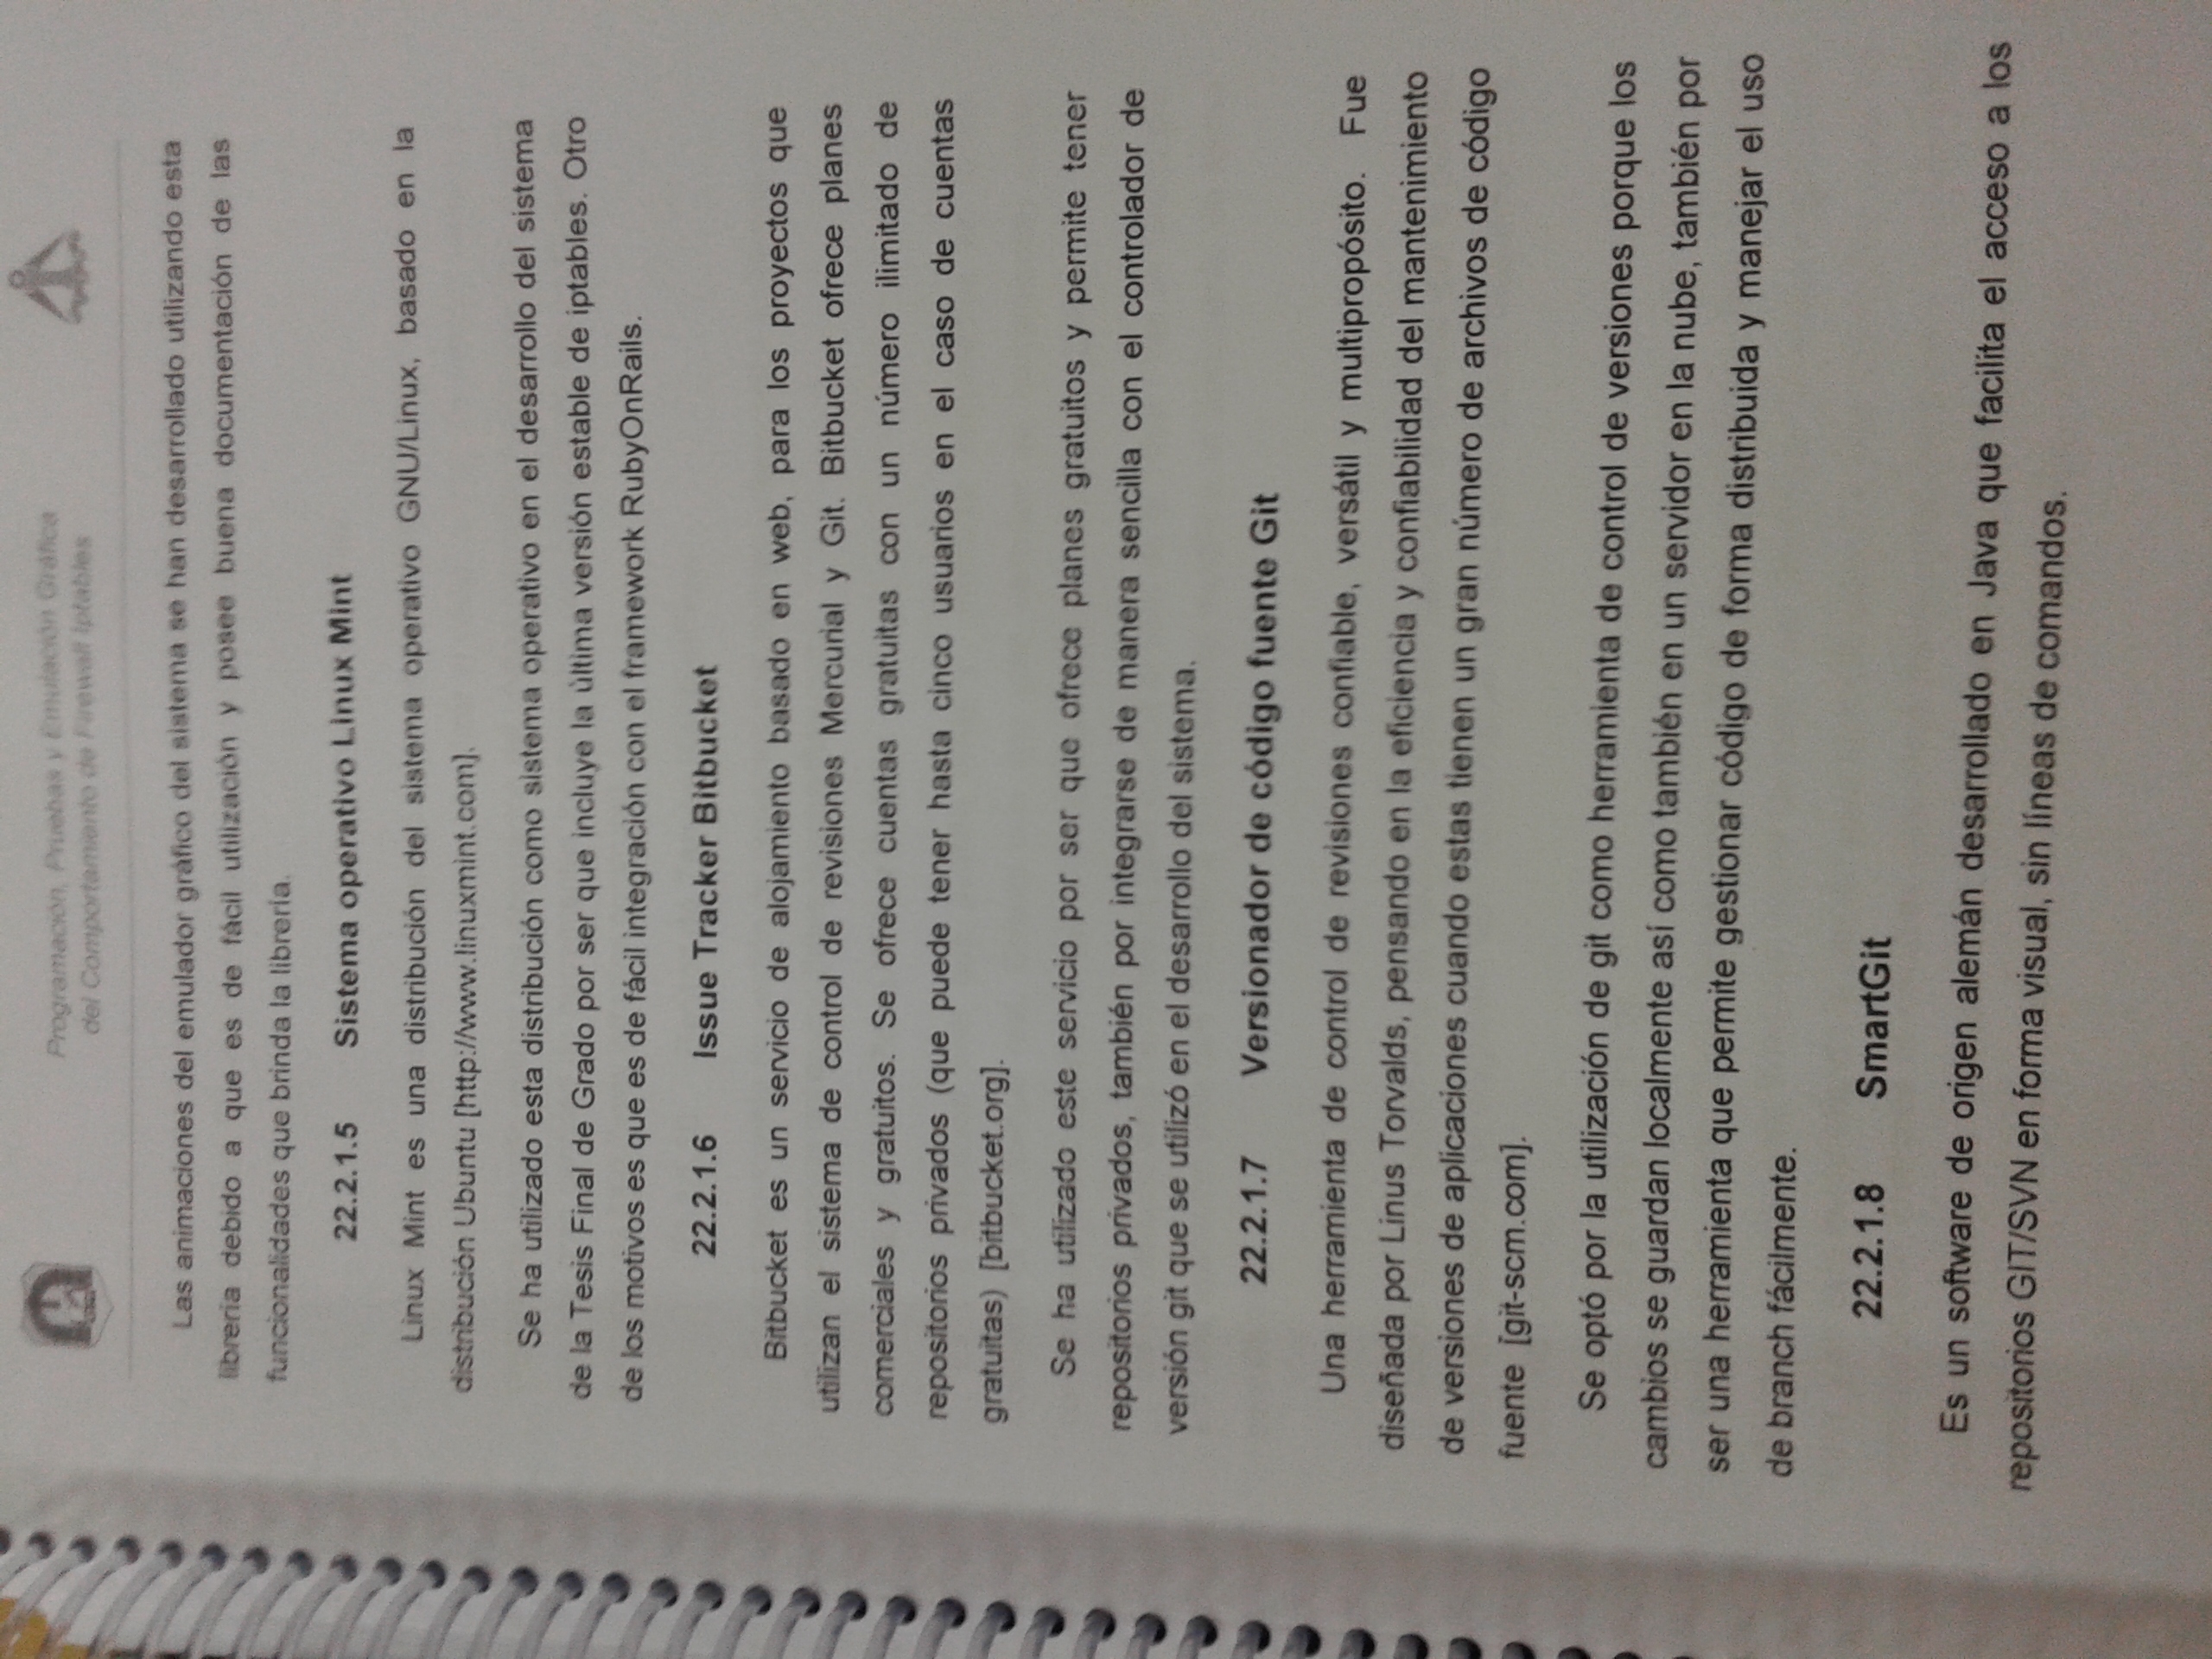 Programación, Pruebas y Emulación Gráfica
del Comportamiento de Firewall Iptables
Las animaciones del emulador gráfico del sistema se han desarrollado utilizando esta
librería debido a que es de fácil utilización y posee buena documentación de las
funcionalidades que brinda la librería.
22.2.1.5 Sistema operativo Linux Mint
Linux Mint es una distribución del sistema operativo GNU/Linux, basado en la
distribución Ubuntu [http://www.linuxmint.com].
Se ha utilizado esta distribución como sistema operativo en el desarrollo del sistema
de la Tesis Final de Grado por ser que incluye la última versión estable de iptables. Otro
de los motivos es que es de fácil integración con el framework RubyOnRails.
22.2.1.6 Issue Tracker Bitbucket
Bitbucket es un servicio de alojamiento basado en web, para los proyectos que
utilizan el sistema de control de revisiones Mercurial y Git. Bitbucket ofrece planes
comerciales y gratuitos. Se ofrece cuentas gratuitas con un número ilimitado de
repositorios privados (que puede tener hasta cinco usuarios en el caso de cuentas
gratuitas) [bitbucket.org].
Se ha utilizado este servicio por ser que ofrece planes gratuitos y permite tener
repositorios privados, también por integrarse de manera sencilla con el controlador de
versión git que se utilizó en el desarrollo del sistema.
22.2.1.7 Versionador de código fuente Git
Una herramienta de control de revisiones confiable, versátil y multipropósito. Fue
diseñada por Linus Torvalds, pensando en la eficiencia y confiabilidad del mantenimiento
de versiones de aplicaciones cuando estas tienen un gran número de archivos de código
fuente [git-scm.com].
Se optó por la utilización de git como herramienta de control de versiones porque los
cambios se guardan localmente así como también en un servidor en la nube, también por
ser una herramienta que permite gestionar código de forma distribuida y manejar el uso
de branch fácilmente.
22.2.1.8 SmartGit
Es un software de origen alemán desarrollado en Java que facilita el acceso a los
repositorios GIT/SVN en forma visual, sin líneas de comandos.